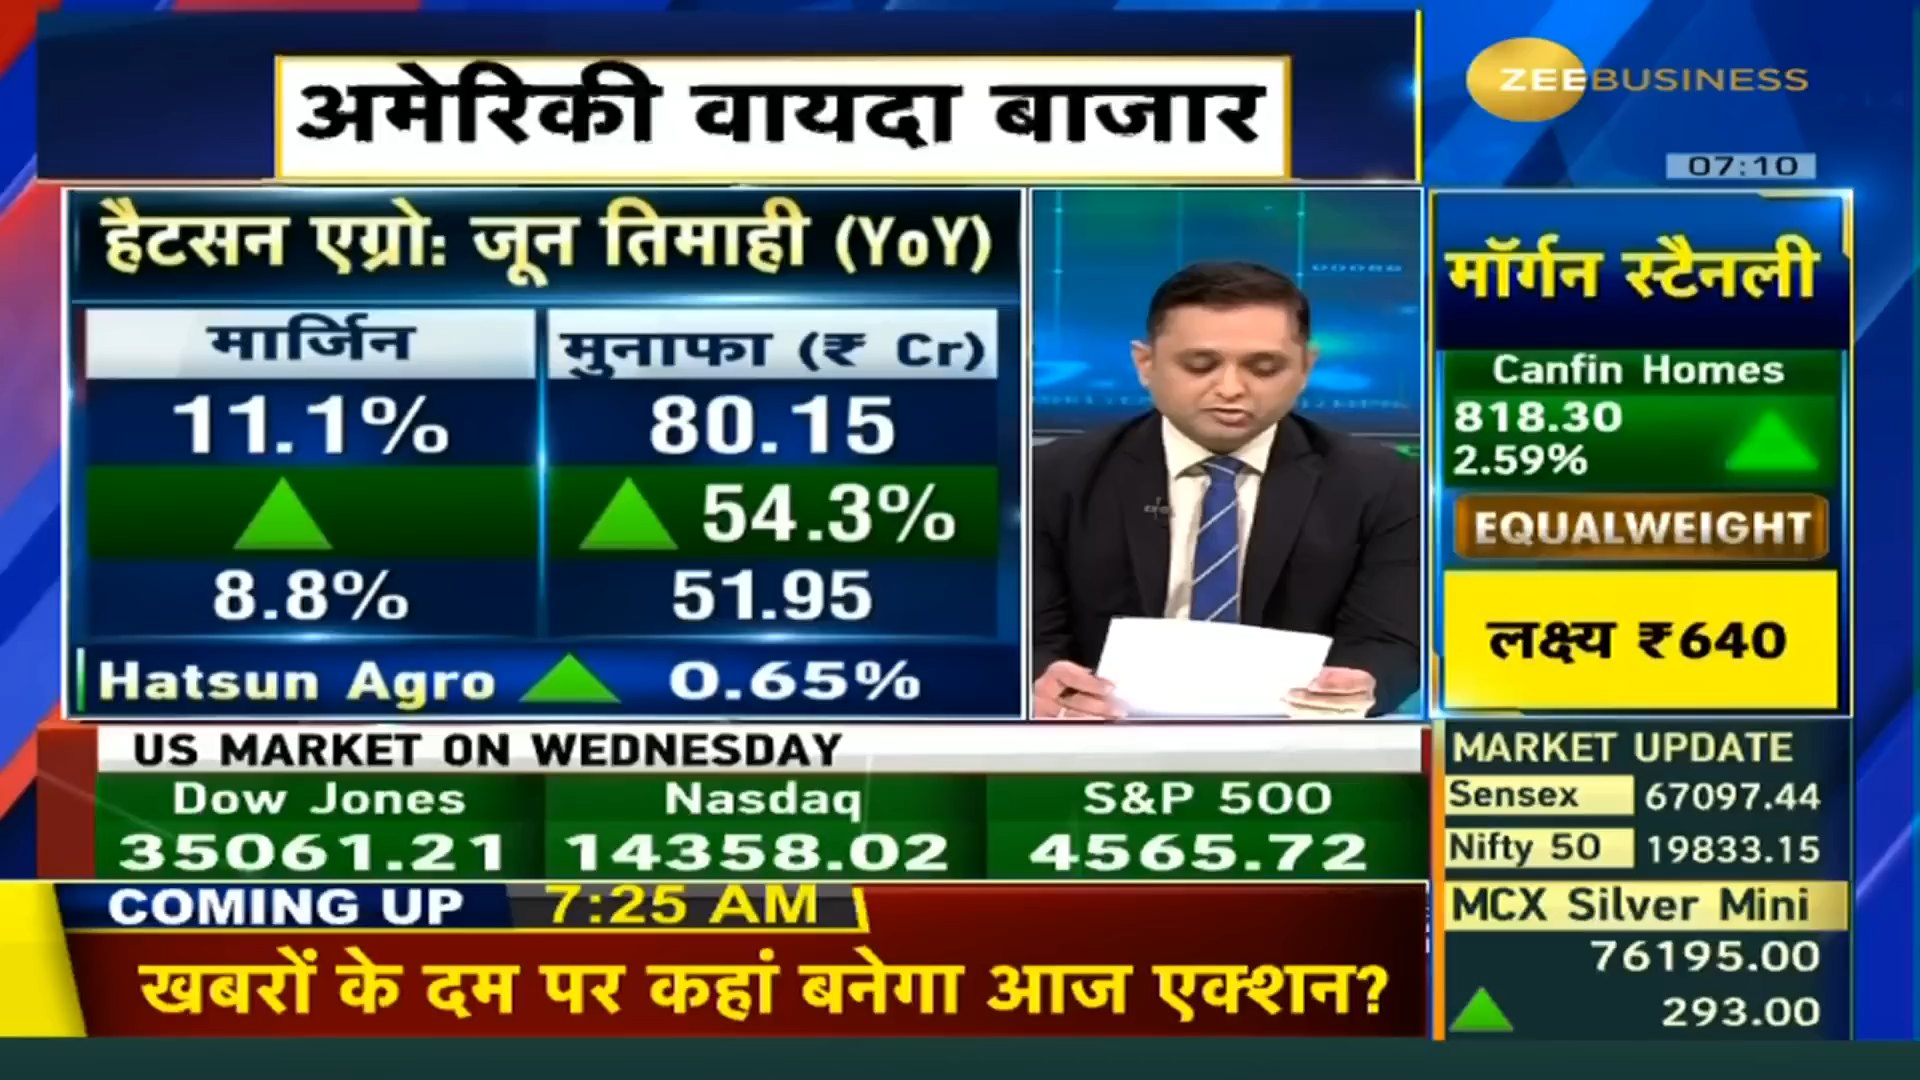 अमेरिकी वायदा बाजार
ZEEBUSINESS
07:10
हैटसन एग्रो: जून तिमाही (YoY)
मार्जिन
मुनाफा (₹ Cr)
11.1%
80.15
54.3%
8.8%
51.95
Hatsun Agro
0.65%
मॉर्गन स्टैनली
Canfin Homes
818.30
2.59%
EQUALWEIGHT
लक्ष्य ₹640
US MARKET ON WEDNESDAY
Dow Jones
Nasdaq
S&P 500
35061.21
14358.02
4565.72
MARKET UPDATE
Sensex 67097.44
Nifty 50 19833.15
MCX Silver Mini
76195.00
293.00
COMING UP 7:25 AM
खबरों के दम पर कहां बनेगा आज एक्शन?